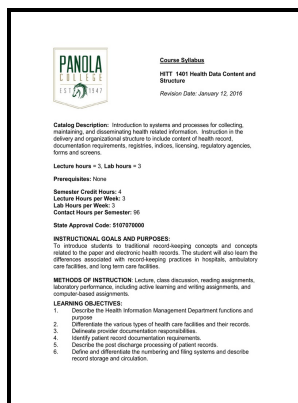 PANOLA
COLLEGE
EST 1947
Course Syllabus
HITT 1401 Health Data Content and
Structure
Revision Date: January 12, 2016
Catalog Description: Introduction to systems and processes for collecting,
maintaining, and disseminating health related information. Instruction in the
delivery and organizational structure to include content of health record,
documentation requirements, registries, indices, licensing, regulatory agencies,
forms and screens.
Lecture hours = 3, Lab hours = 3
Prerequisites: None
Semester Credit Hours: 4
Lecture Hours per Week: 3
Lab Hours per Week: 3
Contact Hours per Semester: 96
State Approval Code: 5107070000
INSTRUCTIONAL GOALS AND PURPOSES:
To introduce students to traditional record-keeping concepts and concepts
related to the paper and electronic health records. The student will also learn the
differences associated with record-keeping practices in hospitals, ambulatory
care facilities, and long term care facilities.
METHODS OF INSTRUCTION: Lecture, class discussion, reading assignments,
laboratory performance, including active learning and writing assignments, and
computer-based assignments.
LEARNING OBJECTIVES:
1. Describe the Health Information Management Department functions and
purpose
2. Differentiate the various types of health care facilities and their records.
3. Delineate provider documentation responsibilities.
4. Identify patient record documentation requirements.
5. Describe the post discharge processing of patient records.
6. Define and differentiate the numbering and filing systems and describe
record storage and circulation.